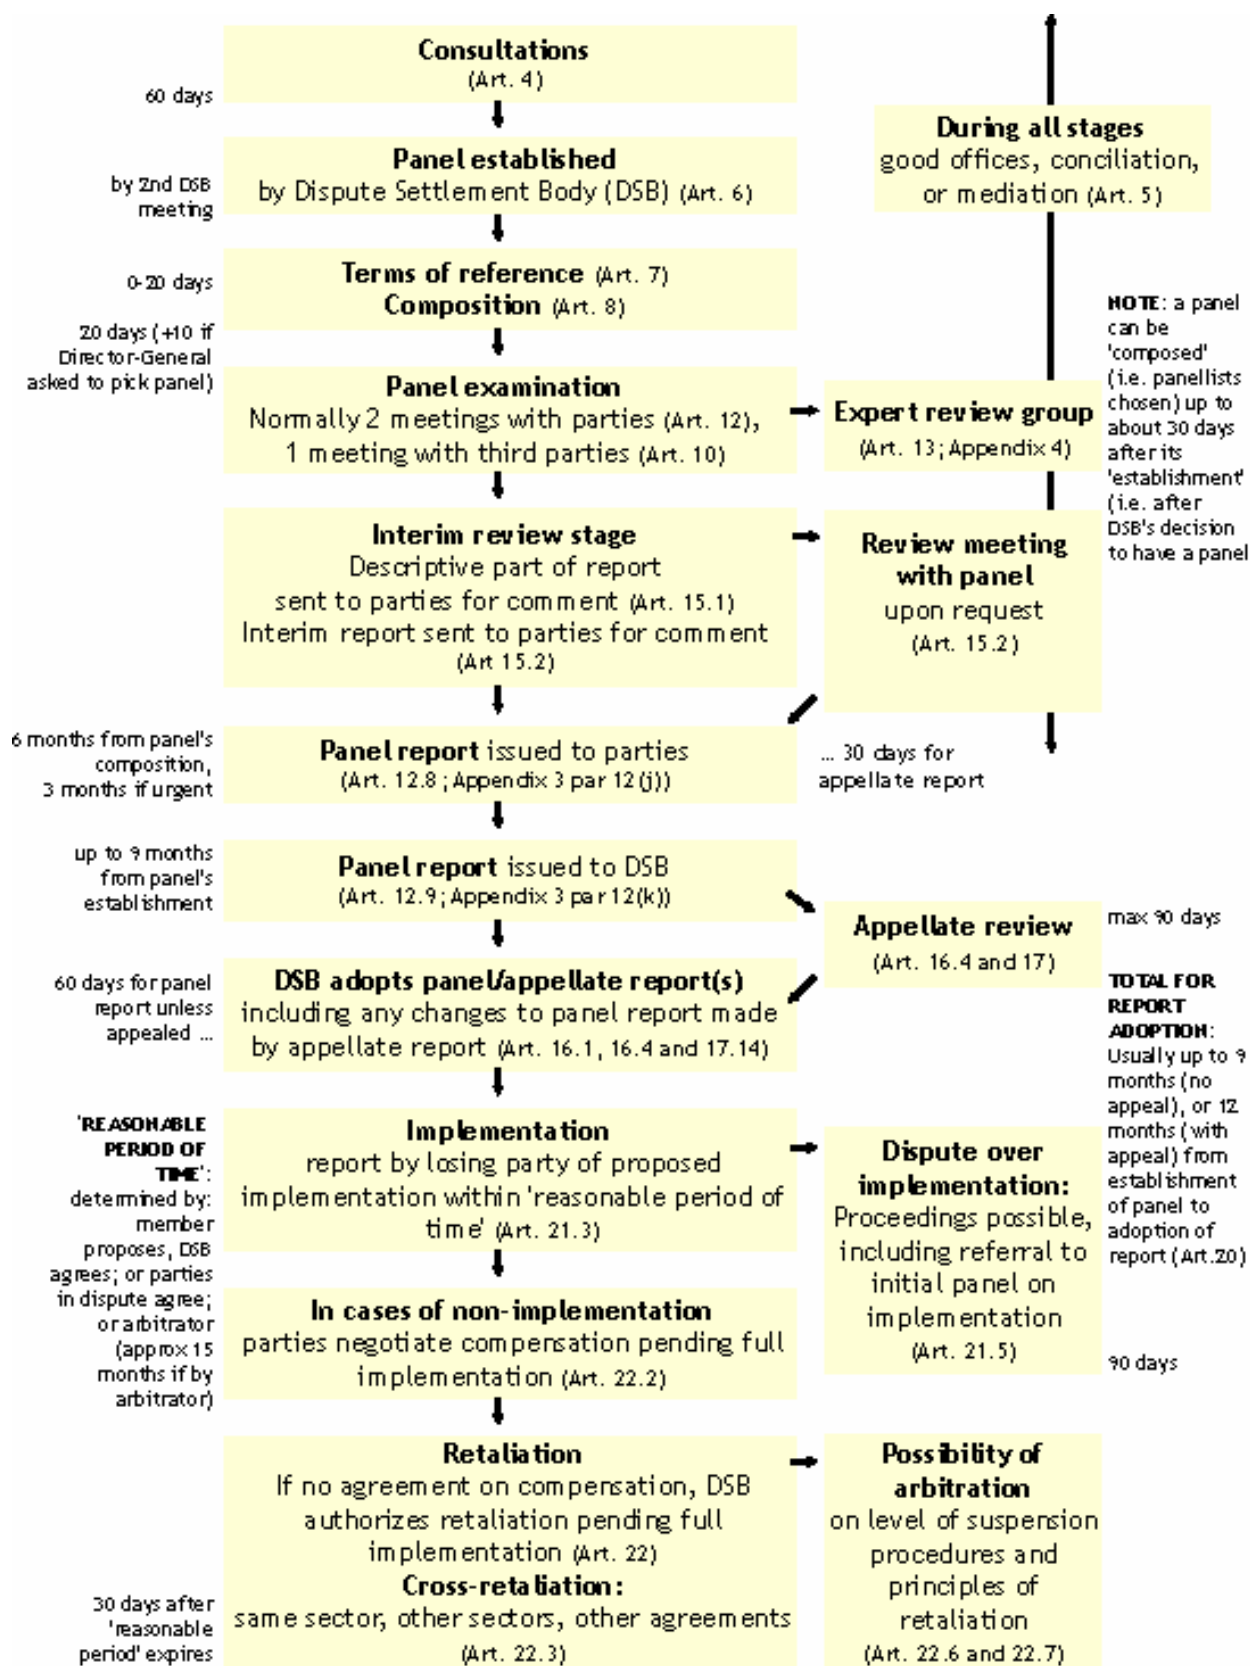 Consultations
(Art. 4)
60 days
During all stages
good offices, conciliation,
or mediation (Art. 5)
Panel established
by Dispute Settlement Body (DSB) (Art. 6)
by 2nd DSB
meeting
Terms of reference (Art. 7)
Composition (Art. 8)
0-20 days
20 days (+10 if
Director-General
asked to pick panel)
NOTE: a panel
can be
'composed'
(i.e. panellists
chosen) up to
about 30 days
after its
'establishment'
(i.e. after
DSB's decision
to have a panel
Panel examination
Normally 2 meetings with parties (Art. 12),
1 meeting with third parties (Art. 10)
Expert review group
(Art. 13; Appendix 4)
Interim review stage
Descriptive part of report
sent to parties for comment (Art. 15.1)
Interim report sent to parties for comment
(Art 15.2)
Review meeting
with panel
upon request
(Art. 15.2)
6 months from panel's
composition,
3 months if urgent
Panel report issued to parties
(Art. 12.8; Appendix 3 par 12(j))
... 30 days for
appellate report
up to 9 months
from panel's
establishment
Panel report issued to DSB
(Art. 12.9; Appendix 3 par 12(k))
Appellate review
(Art. 16.4 and 17)
max 90 days
60 days for panel
report unless
appealed ...
DSB adopts panel/appellate report(s)
including any changes to panel report made
by appellate report (Art. 16.1, 16.4 and 17.14)
TOTAL FOR
REPORT
ADOPTION:
Usually up to 9
months (no
appeal), or 12
months (with
appeal) from
establishment
of panel to
adoption of
report (Art.20)
'REASONABLE
PERIOD OF
TIME':
determined by:
member
proposes, DSB
agrees; or parties
in dispute agree;
or arbitrator
(approx 15
months if by
arbitrator)
Implementation
report by losing party of proposed
implementation within 'reasonable period of
time' (Art. 21.3)
Dispute over
implementation:
Proceedings possible,
including referral to
initial panel on
implementation
(Art. 21.5)
90 days
In cases of non-implementation
parties negotiate compensation pending full
implementation (Art. 22.2)
Retaliation
If no agreement on compensation, DSB
authorizes retaliation pending full
implementation (Art. 22)
Cross-retaliation:
same sector, other sectors, other agreements
(Art. 22.3)
30 days after
'reasonable
period' expires
Possibility of
arbitration
on level of suspension
procedures and
principles of
retaliation
(Art. 22.6 and 22.7)